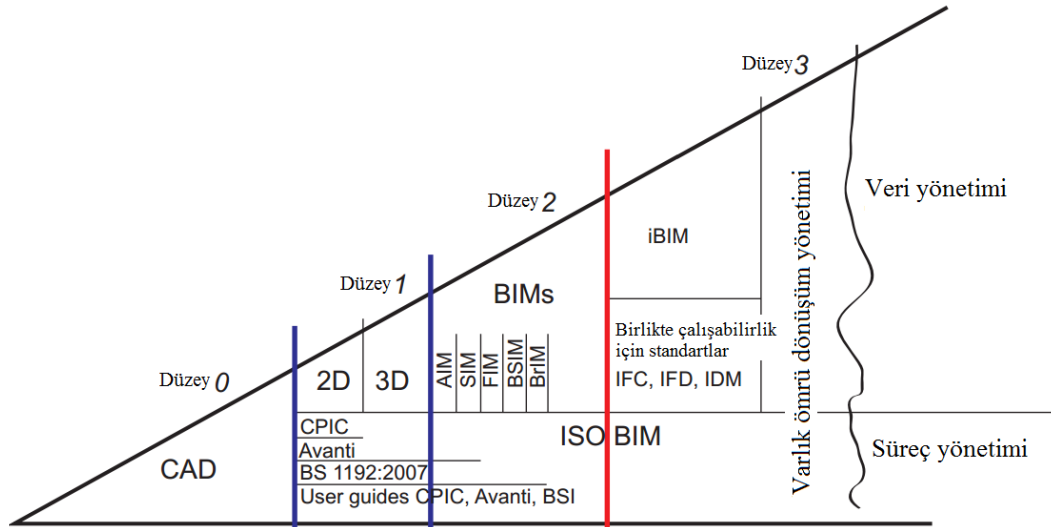 Düzey 3
Düzey 2
Düzey 1
Düzey 0
Veri yönetimi
iBIM
BIMs
Birlikte çalışabilirlik
için standartlar
IFC, IFD, IDM
2D
3D
AIM
SIM
FIM
BSIM
BrIM
Varlık ömrü dönüşüm yönetimi
CAD
CPIC
Avanti
BS 1192:2007
User guides CPIC, Avanti, BSI
ISO BIM
Süreç yönetimi